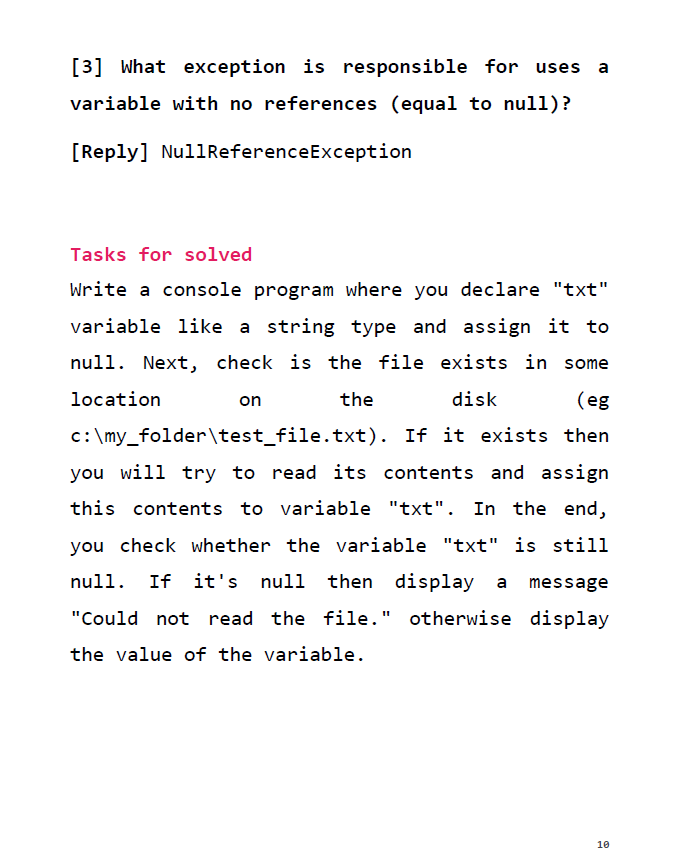 [3] What exception is responsible for uses a
variable with no references (equal to null)?
[Reply] NullReferenceException
Tasks for solved
Write a console program where you declare "txt"
variable like a string type and assign it to
null. Next, check is the file exists in some
location on the disk (eg
c:\my_folder\test_file.txt). If it exists then
you will try to read its contents and assign
this contents to variable "txt". In the end,
you check whether the variable "txt" is still
null. If it's null then display a message
"Could not read the file." otherwise display
the value of the variable.
10